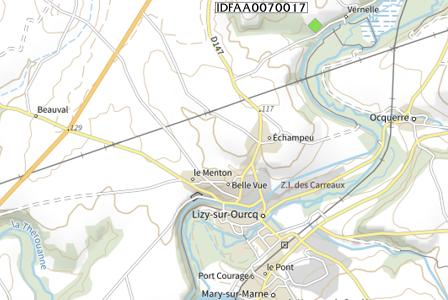 IDFAA0070017
Vernelle
D147
117
Beauval
129
Ocquerre
Échampeu
le Menton
Belle Vue
Z.I. des Carreaux
Lizy-sur-Ourcq
la Thérouanne
Port Courage
le Pont
Mary-sur-Marne